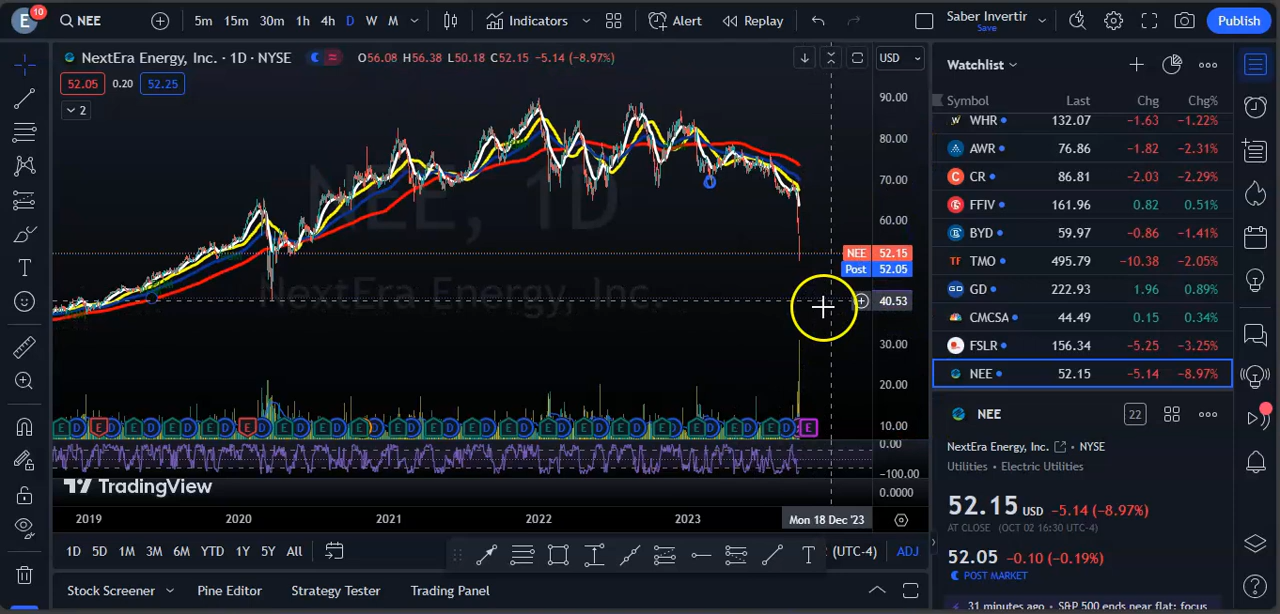 E 10 NEE 5m 15m 30m 1h 4h D W M Indicators Alert Replay Saber Invertir Save Publish
NextEra Energy, Inc. · 1D · NYSE O56.08 H56.38 L50.18 C52.15 -5.14 (-8.97%) USD
52.05 0.20 52.25
2
90.00
80.00
70.00
60.00
NEE 52.15
Post 52.05
40.53
30.00
20.00
10.00
0.00
-100.00
0.0000
NEE, 1D
NextEra Energy, Inc.
TradingView
2019 2020 2021 2022 2023 Mon 18 Dec '23
1D 5D 1M 3M 6M YTD 1Y 5Y All T (UTC-4) ADJ
Stock Screener Pine Editor Strategy Tester Trading Panel
Watchlist
Symbol Last Chg Chg%
WHR 132.07 -1.63 -1.22%
AWR 76.86 -1.82 -2.31%
CR 86.81 -2.03 -2.29%
FFIV 161.96 0.82 0.51%
BYD 59.97 -0.86 -1.41%
TMO 495.79 -10.38 -2.05%
GD 222.93 1.96 0.89%
CMCSA 44.49 0.15 0.34%
FSLR 156.34 -5.25 -3.25%
NEE 52.15 -5.14 -8.97%
NEE 22
NextEra Energy, Inc. · NYSE
Utilities · Electric Utilities
52.15 USD -5.14 (-8.97%)
AT CLOSE (OCT 02 16:30 UTC-4)
52.05 -0.10 (-0.19%)
POST MARKET
31 minutes ago · S&P 500 ends near flat; focus